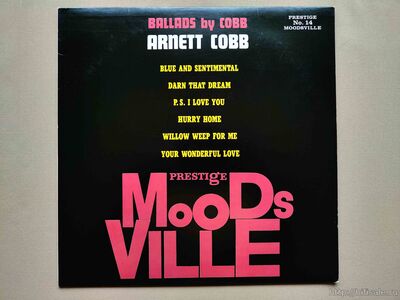 BALLADS by COBB
ARNETT COBB
PRESTIGE
No. 14
MOODSVILLE
BLUE AND SENTIMENTAL
DARN THAT DREAM
P.S. I LOVE YOU
HURRY HOME
WILLOW WEEP FOR ME
YOUR WONDERFUL LOVE
PRESTIGE
MOODs
VILLE